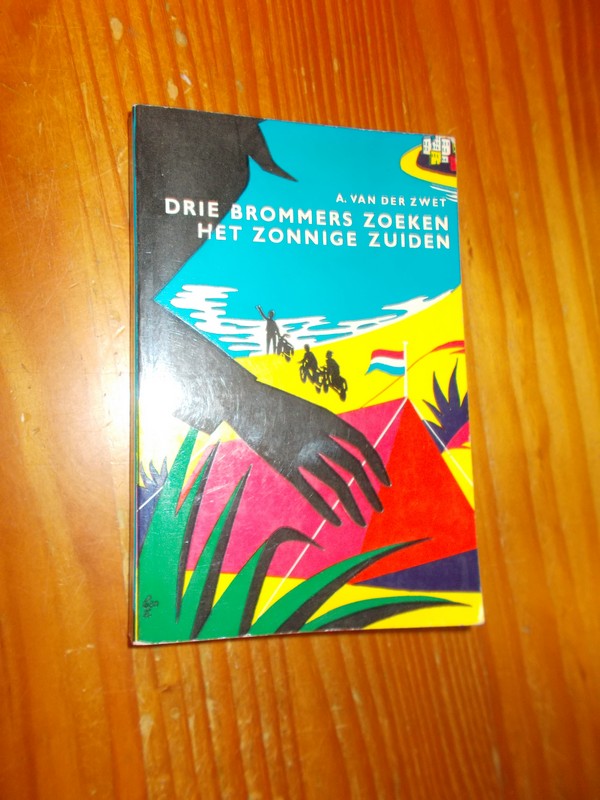 A. VAN DER ZWET
DRIE BROMMERS ZOEKEN
HET ZONNIGE ZUIDEN